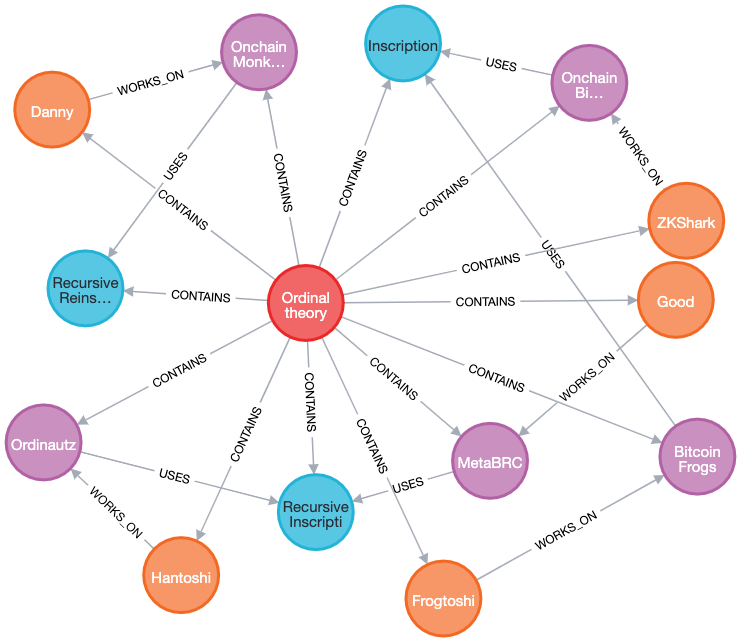 Onchain
Monk...
Inscription
Onchain
Bi...
USES
WORKS_ON
Danny
WORKS_ON
USES
CONTAINS
CONTAINS
CONTAINS
CONTAINS
ZKShark
USES
CONTAINS
Recursive
Reins...
CONTAINS
Ordinal
theory
CONTAINS
Good
CONTAINS
CONTAINS
CONTAINS
CONTAINS
WORKS_ON
CONTAINS
CONTAINS
CONTAINS
Ordinautz
USES
MetaBRC
USES
Bitcoin
Frogs
WORKS_ON
Recursive
Inscripti
WORKS_ON
Hantoshi
Frogtoshi